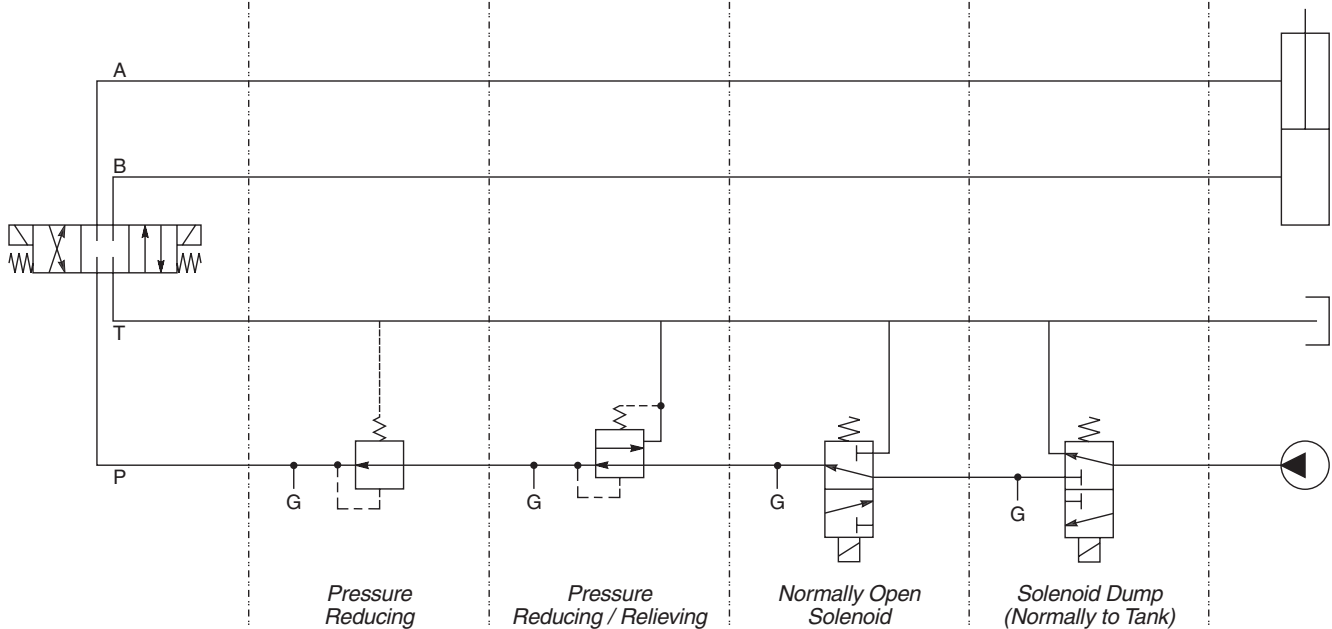 A
B
T
P
G
G
G
G
Pressure
Reducing
Pressure
Reducing / Relieving
Normally Open
Solenoid
Solenoid Dump
(Normally to Tank)